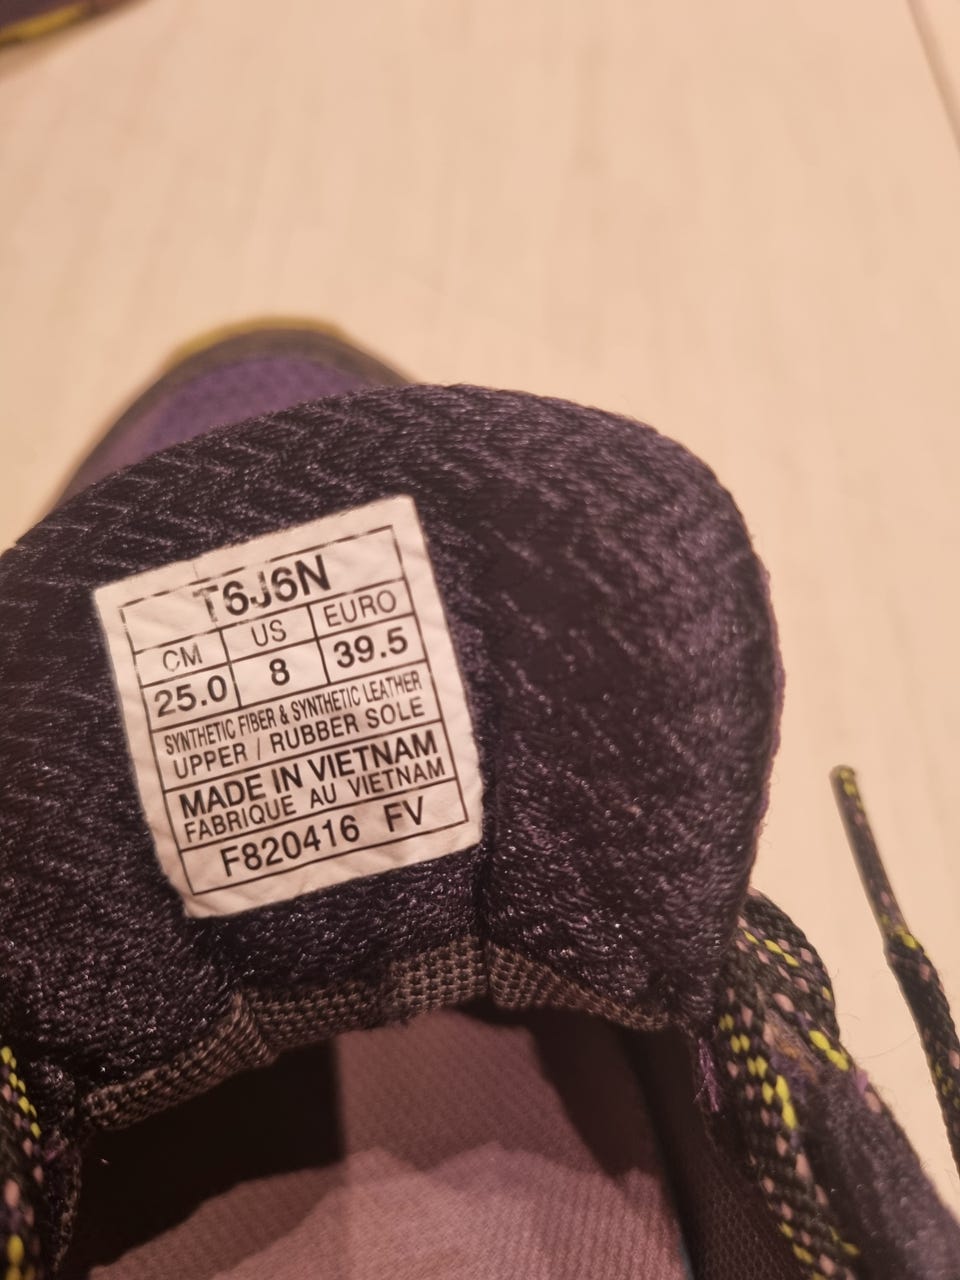 T6J6N
CM US EURO
25.0 8 39.5
SYNTHETIC FIBER & SYNTHETIC LEATHER
UPPER / RUBBER SOLE
MADE IN VIETNAM
FABRIQUE AU VIETNAM
F820416 FV